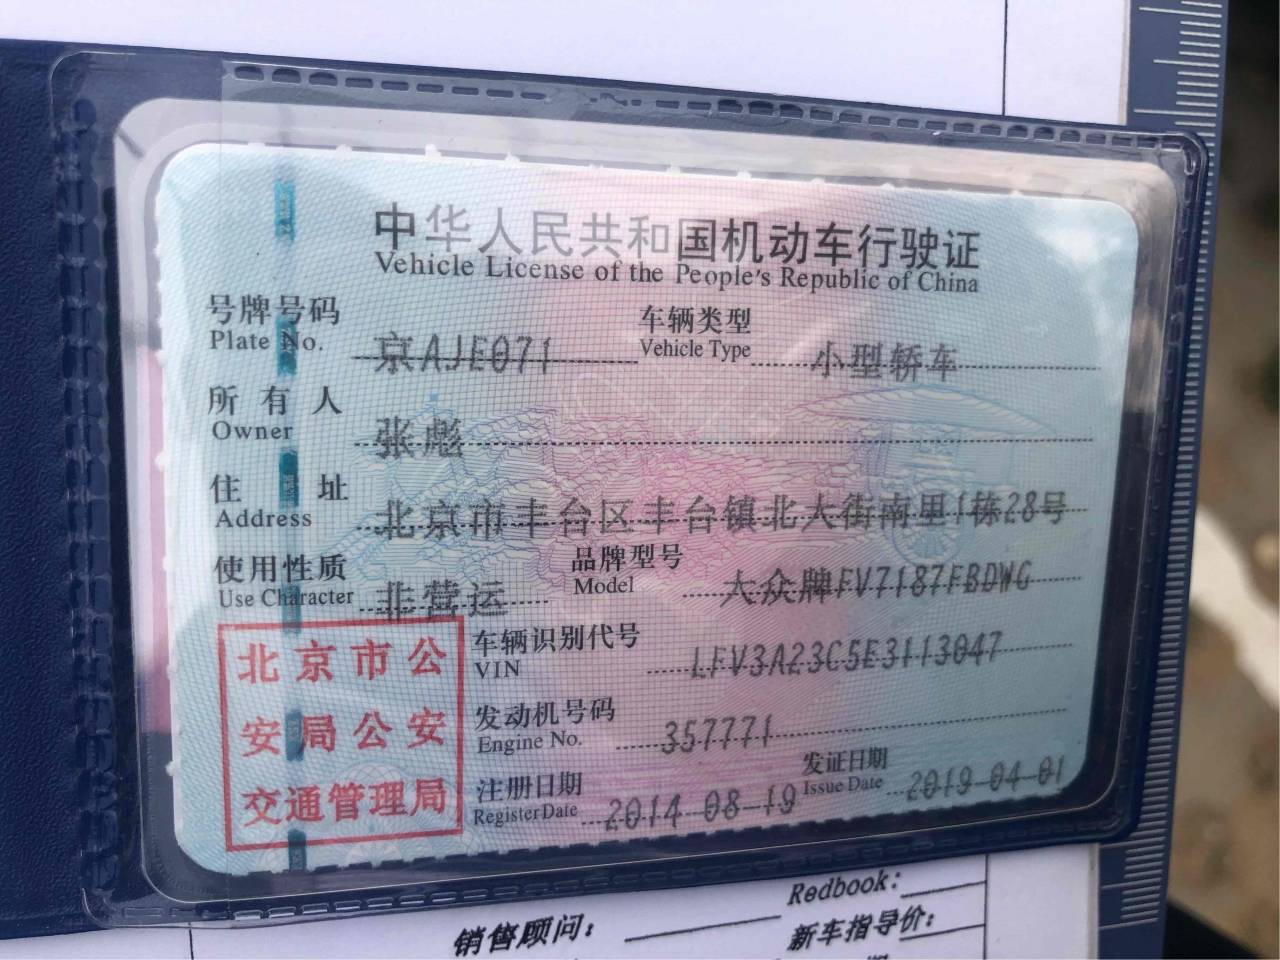 中华人民共和国机动车行驶证
Vehicle License of the People's Republic of China
号牌号码 京AJE071 车辆类型 小型轿车
Plate No. Vehicle Type
所有人 张彪
Owner
住址 北京市丰台区丰台镇北大街南里1栋28号
Address
使用性质 非营运 品牌型号 大众牌FV7187FBDWG
Use Character Model
北京市公
安局公安
交通管理局
车辆识别代号 LFV3A23C5E3113047
VIN
发动机号码 357771
Engine No.
注册日期 2014-08-19 发证日期 2019-04-01
Register Date Issue Date
Redbook:
销售顾问: 新车指导价: